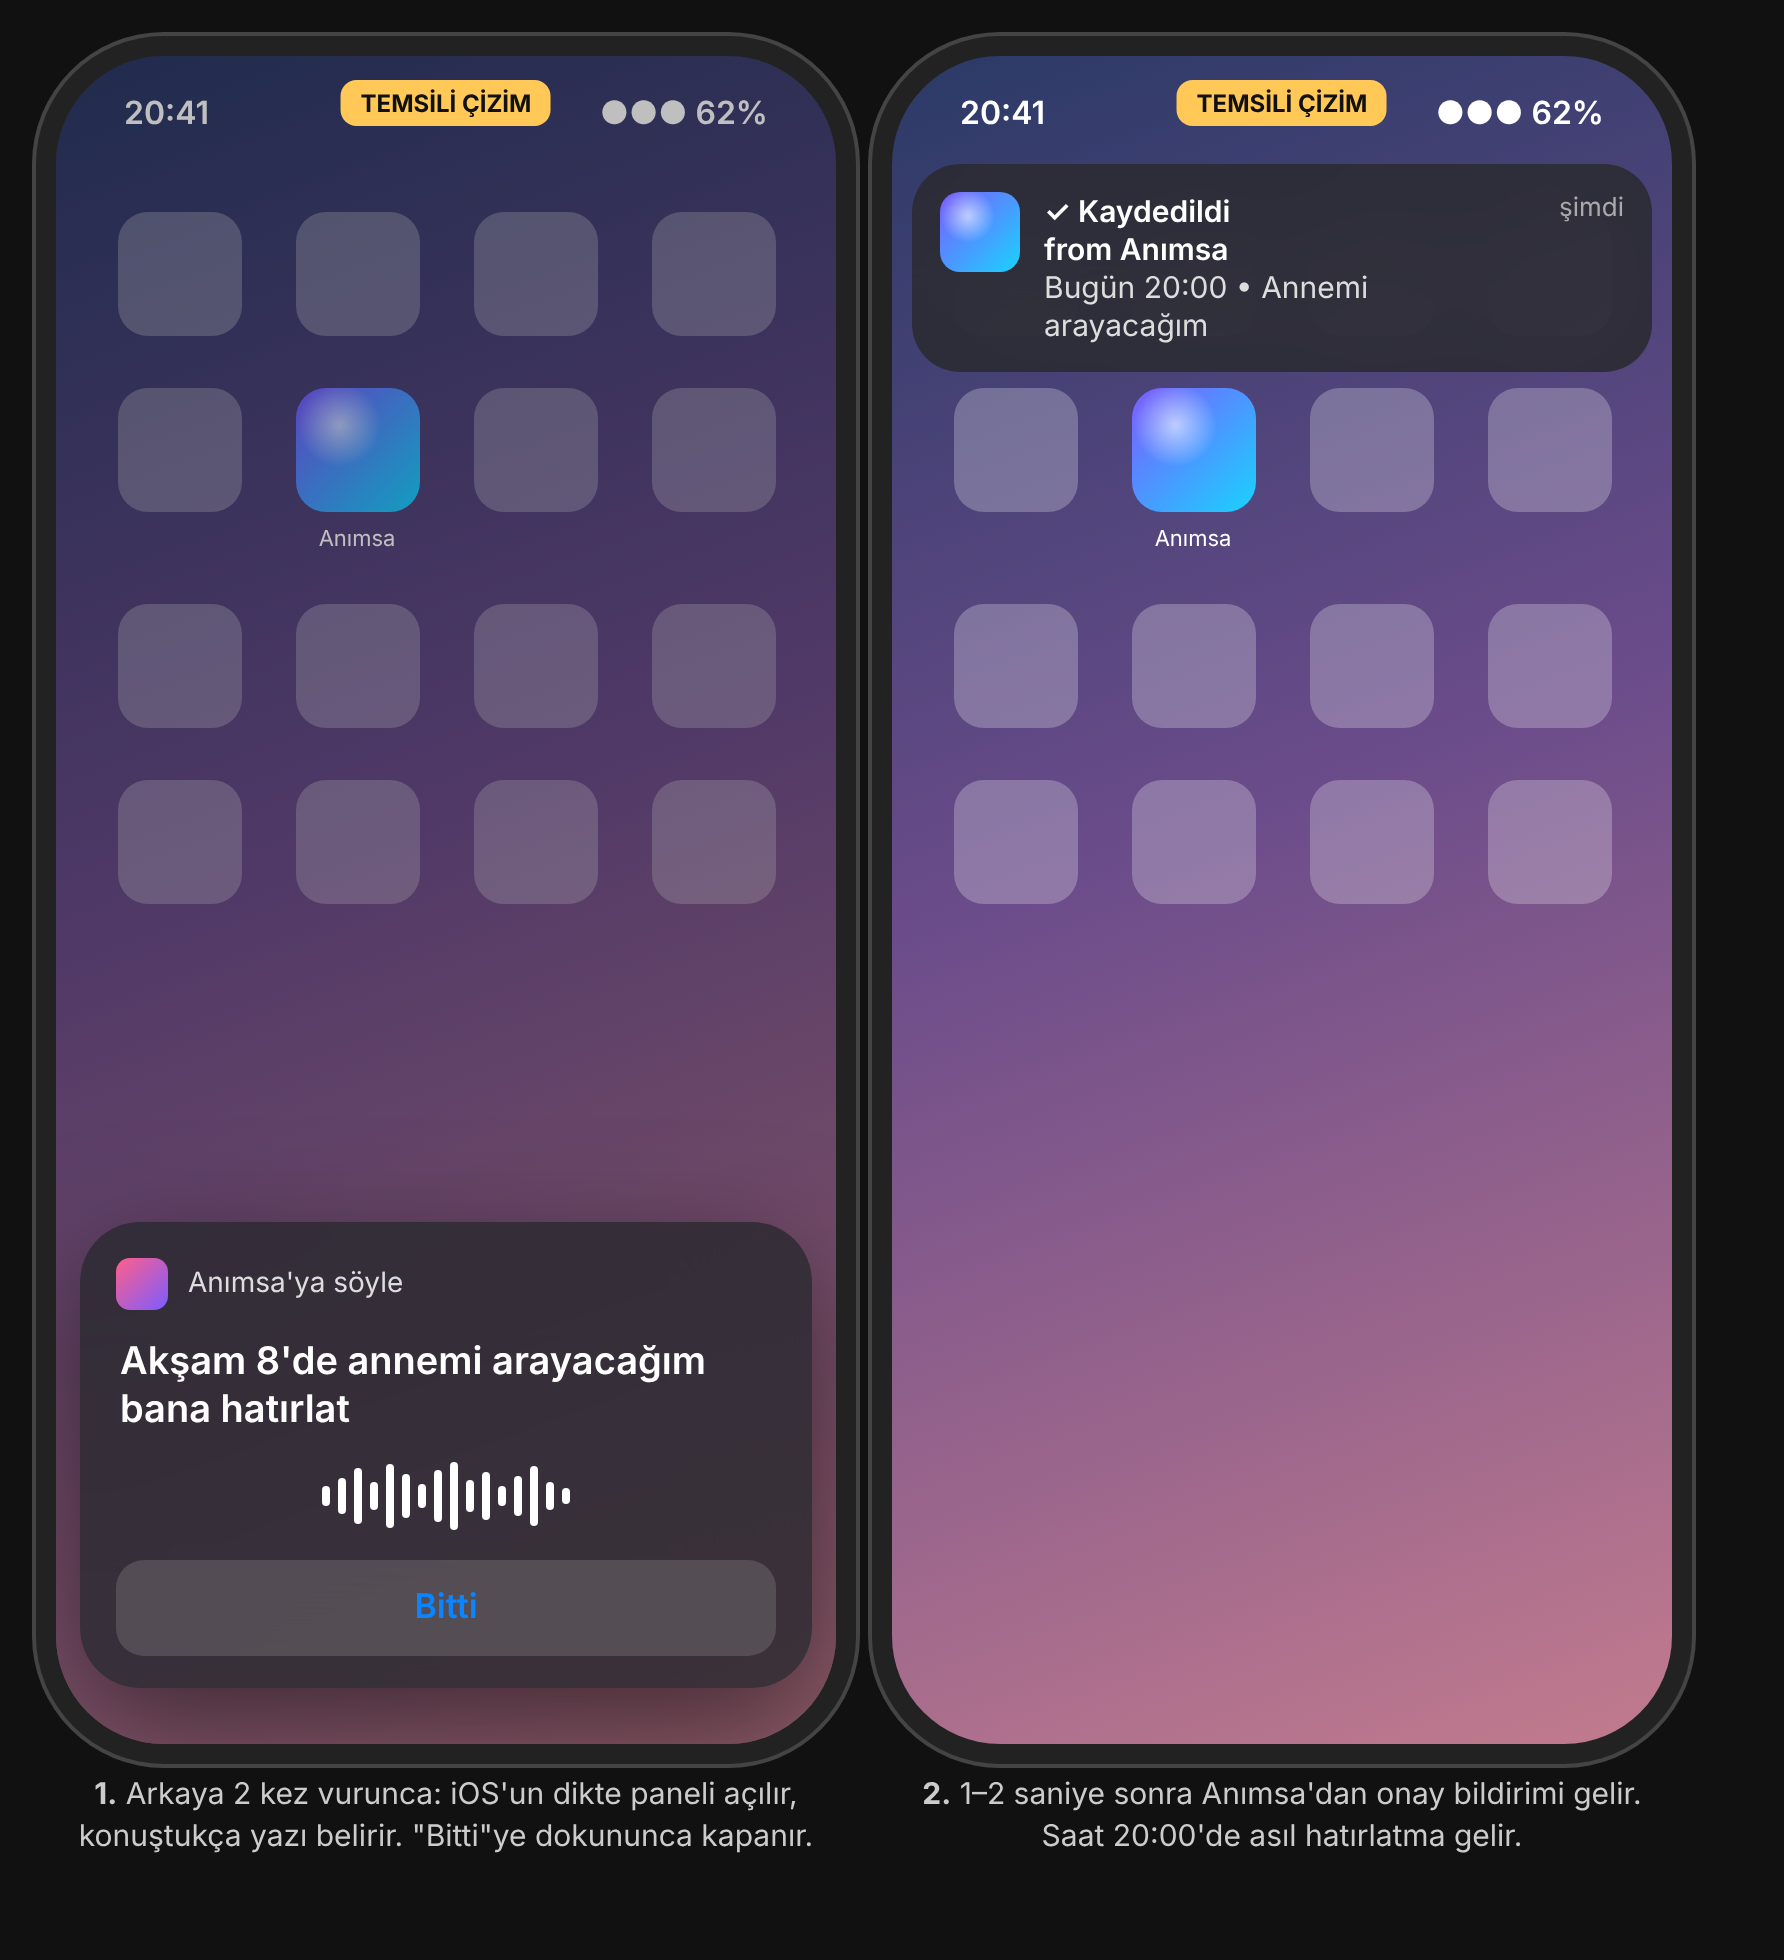 20:41
TEMSİLİ ÇİZİM
62%
Anımsa
Anımsa'ya söyle
Akşam 8'de annemi arayacağım
bana hatırlat
Bitti
1. Arkaya 2 kez vurunca: iOS'un dikte paneli açılır,
konuştukça yazı belirir. "Bitti"ye dokununca kapanır.
20:41
TEMSİLİ ÇİZİM
62%
✓ Kaydedildi
şimdi
from Anımsa
Bugün 20:00 • Annemi
arayacağım
Anımsa
2. 1–2 saniye sonra Anımsa'dan onay bildirimi gelir.
Saat 20:00'de asıl hatırlatma gelir.